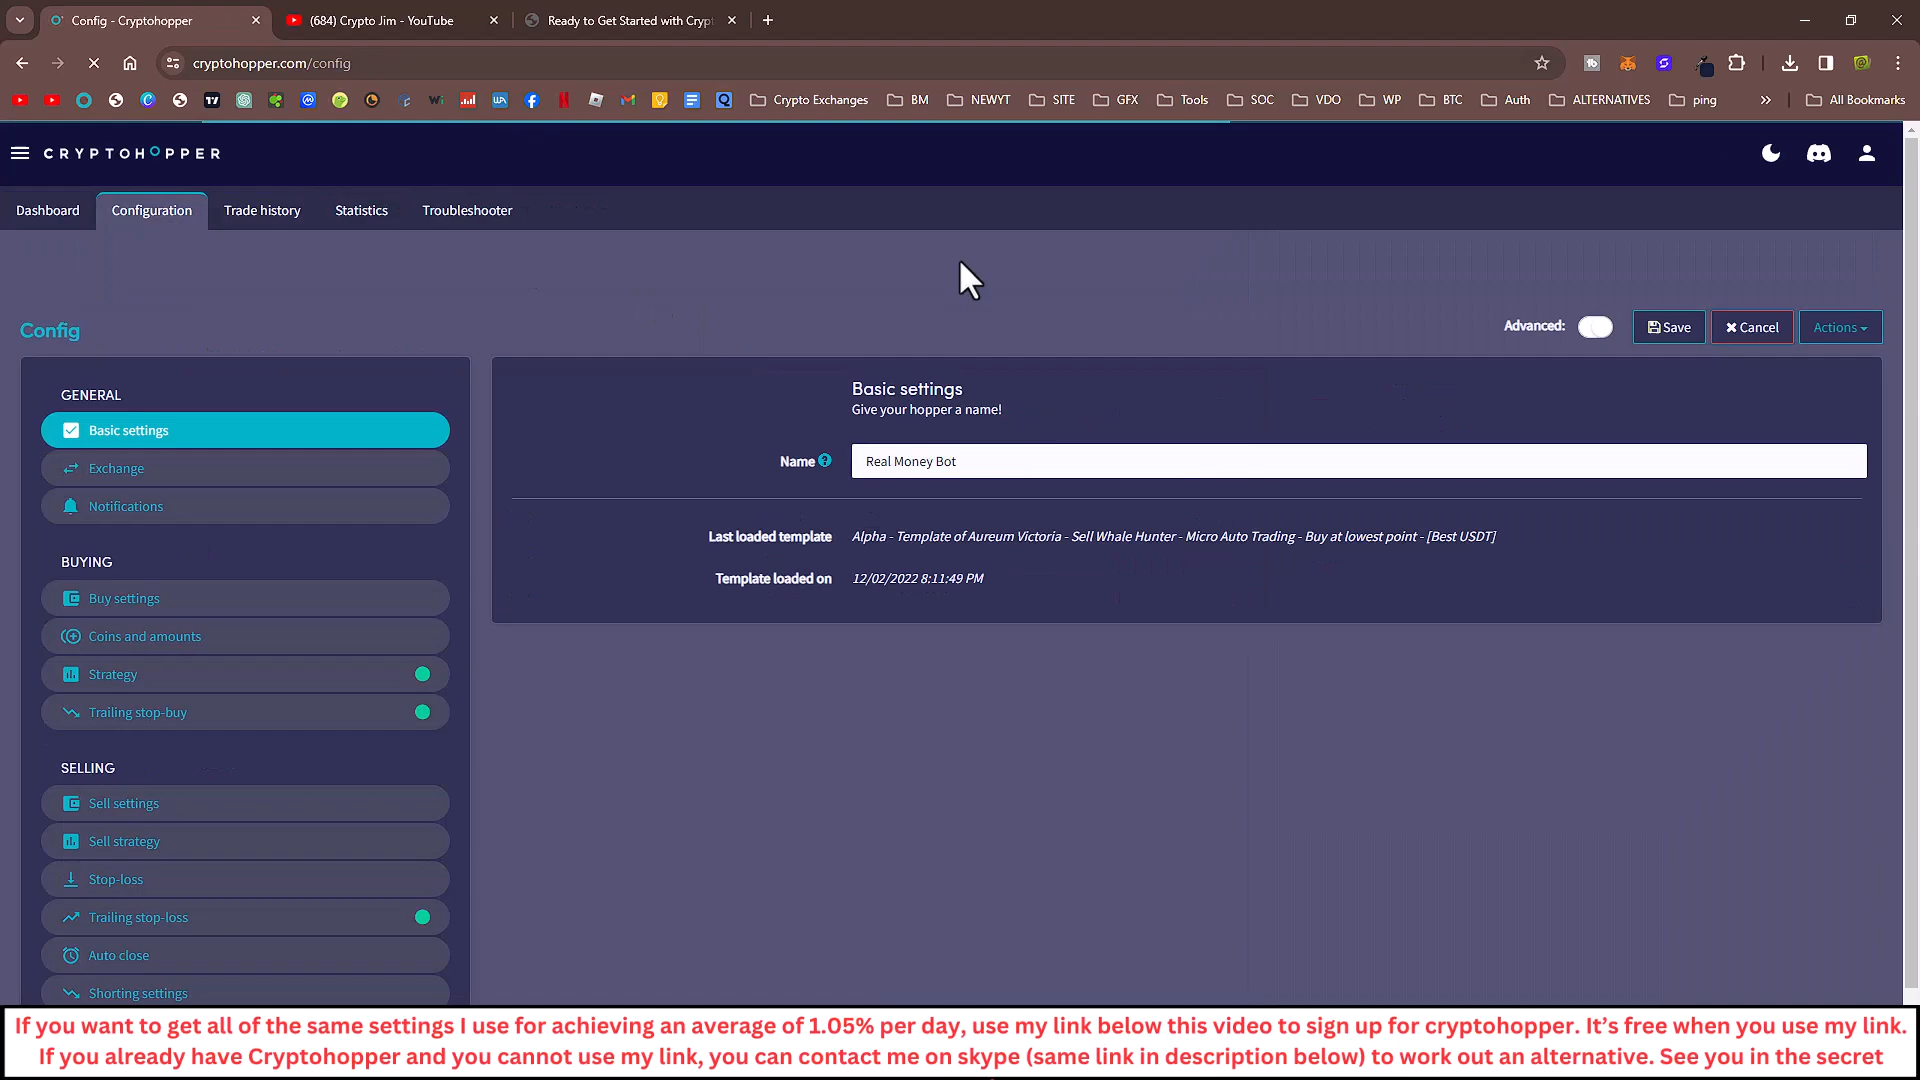 Config - Cryptohopper
(684) Crypto Jim - YouTube
Ready to Get Started with Crypt
cryptohopper.com/config
Crypto Exchanges
BM
NEWYT
SITE
GFX
Tools
SOC
VDO
WP
BTC
Auth
ALTERNATIVES
ping
All Bookmarks
CRYPTOHOPPER
Dashboard
Configuration
Trade history
Statistics
Troubleshooter
Config
Advanced:
Save
Cancel
Actions
GENERAL
Basic settings
Exchange
Notifications
BUYING
Buy settings
Coins and amounts
Strategy
Trailing stop-buy
SELLING
Sell settings
Sell strategy
Stop-loss
Trailing stop-loss
Auto close
Shorting settings
Basic settings
Give your hopper a name!
Name
Real Money Bot
Last loaded template
Alpha - Template of Aureum Victoria - Sell Whale Hunter - Micro Auto Trading - Buy at lowest point - [Best USDT]
Template loaded on
12/02/2022 8:11:49 PM
If you want to get all of the same settings I use for achieving an average of 1.05% per day, use my link below this video to sign up for cryptohopper. It's free when you use my link.
If you already have Cryptohopper and you cannot use my link, you can contact me on skype (same link in description below) to work out an alternative. See you in the secret